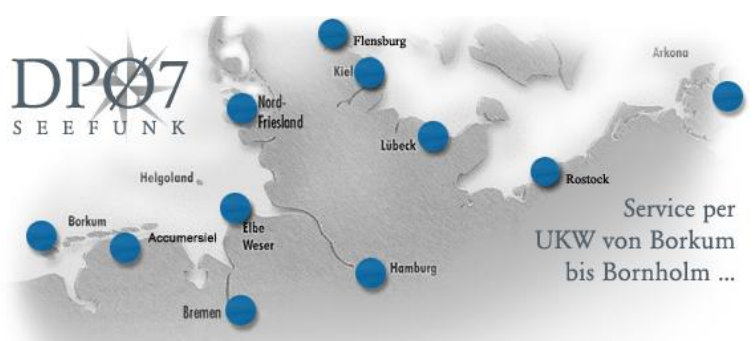 DPØ7
SEEFUNK
Flensburg
Arkona
Kiel
Nord-
Friesland
Lübeck
Helgoland
Rostock
Borkum
Accumersiel
Elbe
Weser
Hamburg
Bremen
Service per
UKW von Borkum
bis Bornholm ...